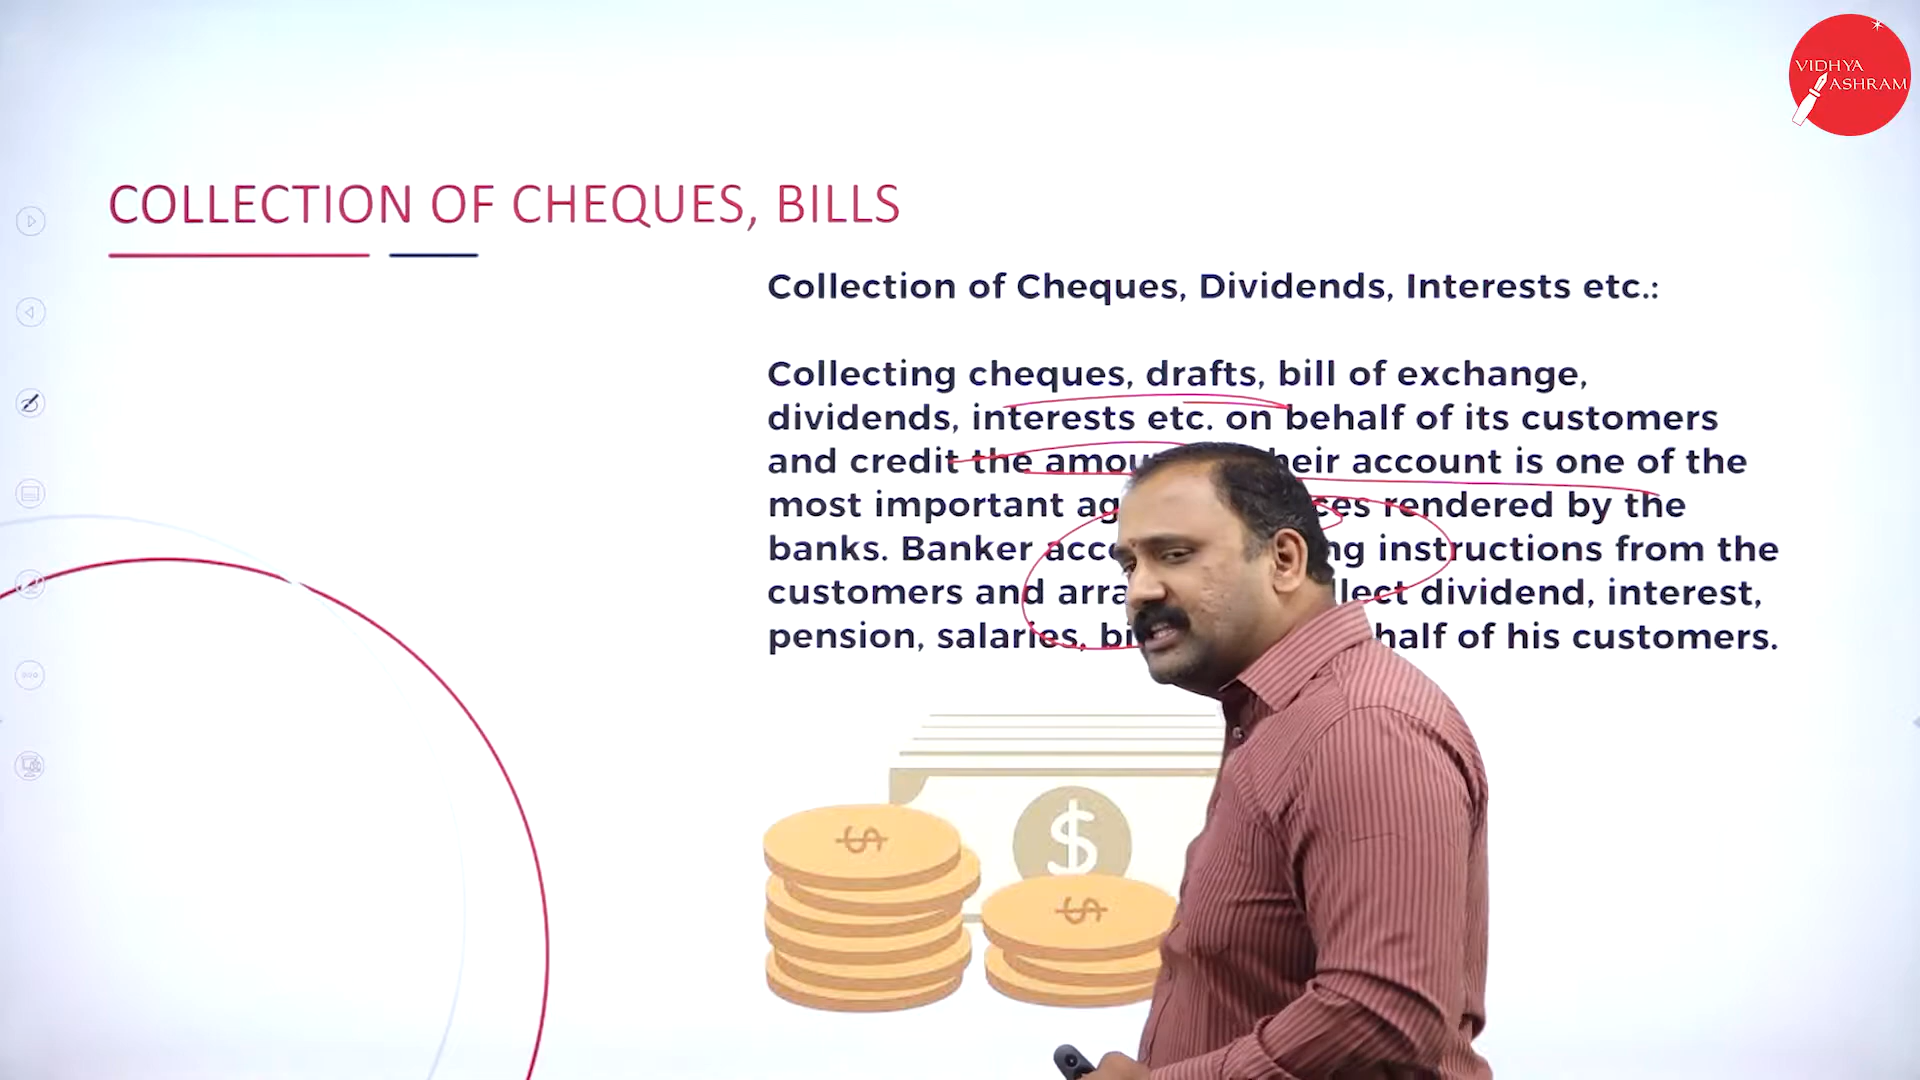 VIDHYA
ASHRAM
COLLECTION OF CHEQUES, BILLS
Collection of Cheques, Dividends, Interests etc.:
Collecting cheques, drafts, bill of exchange,
dividends, interests etc. on behalf of its customers
and credit the account is one of the
most important rendered by the
banks. Banker instructions from the
customers and dividend, interest,
pension, salaries, of his customers.
$
$
$